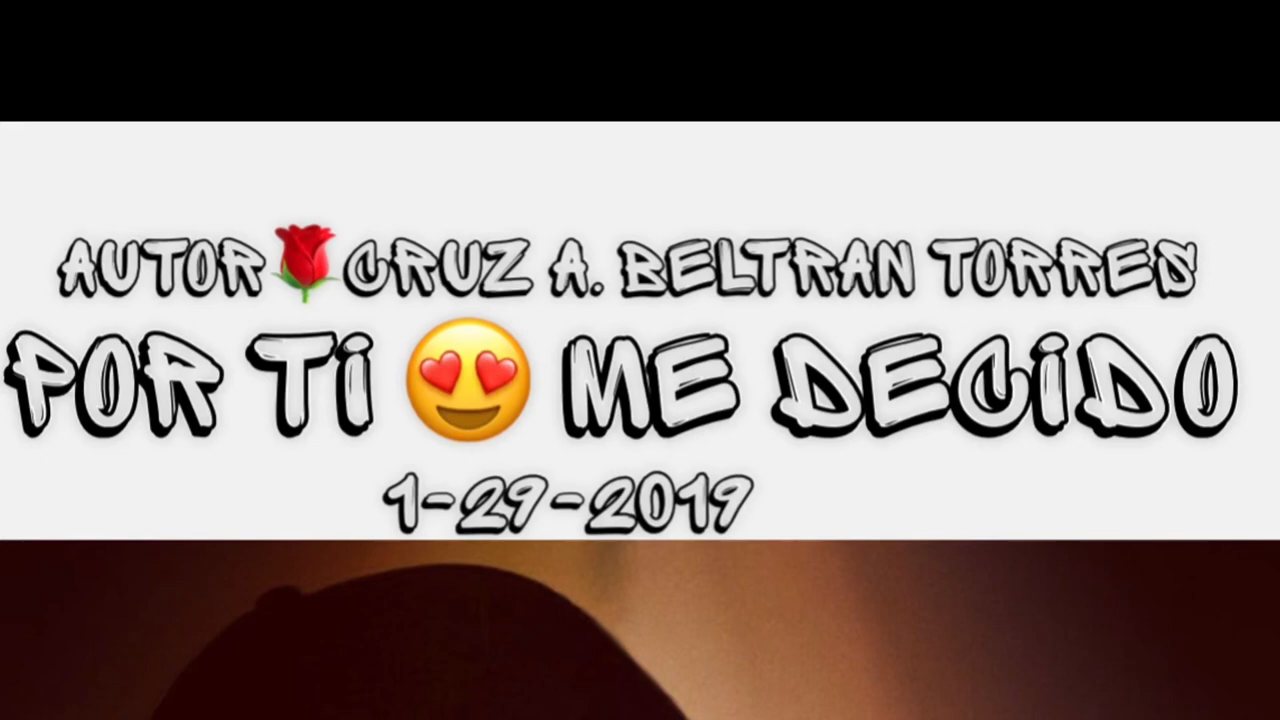 AUTOR🌹CRUZ A. BELTRAN TORRES
POR Ti 😍 ME DECiDO
1-29-2019